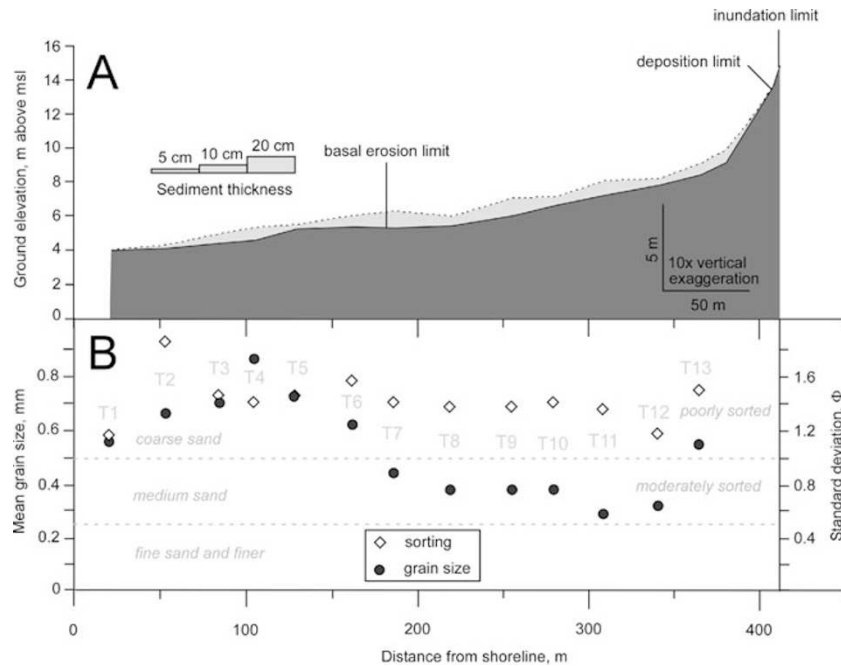 inundation limit
A
deposition limit
basal erosion limit
5 cm
10 cm
20 cm
Sediment thickness
Ground elevation, m above msl
16
14
12
10
8
6
4
2
0
5 m
10x vertical
exaggeration
50 m
B
T1
T2
T3
T4
T5
T6
T7
T8
T9
T10
T11
T12
T13
coarse sand
medium sand
fine sand and finer
poorly sorted
moderately sorted
sorting
grain size
Mean grain size, mm
0.8
0.6
0.4
0.2
0
Standard deviation, Φ
1.6
1.2
0.8
0.4
0
100
200
300
400
Distance from shoreline, m